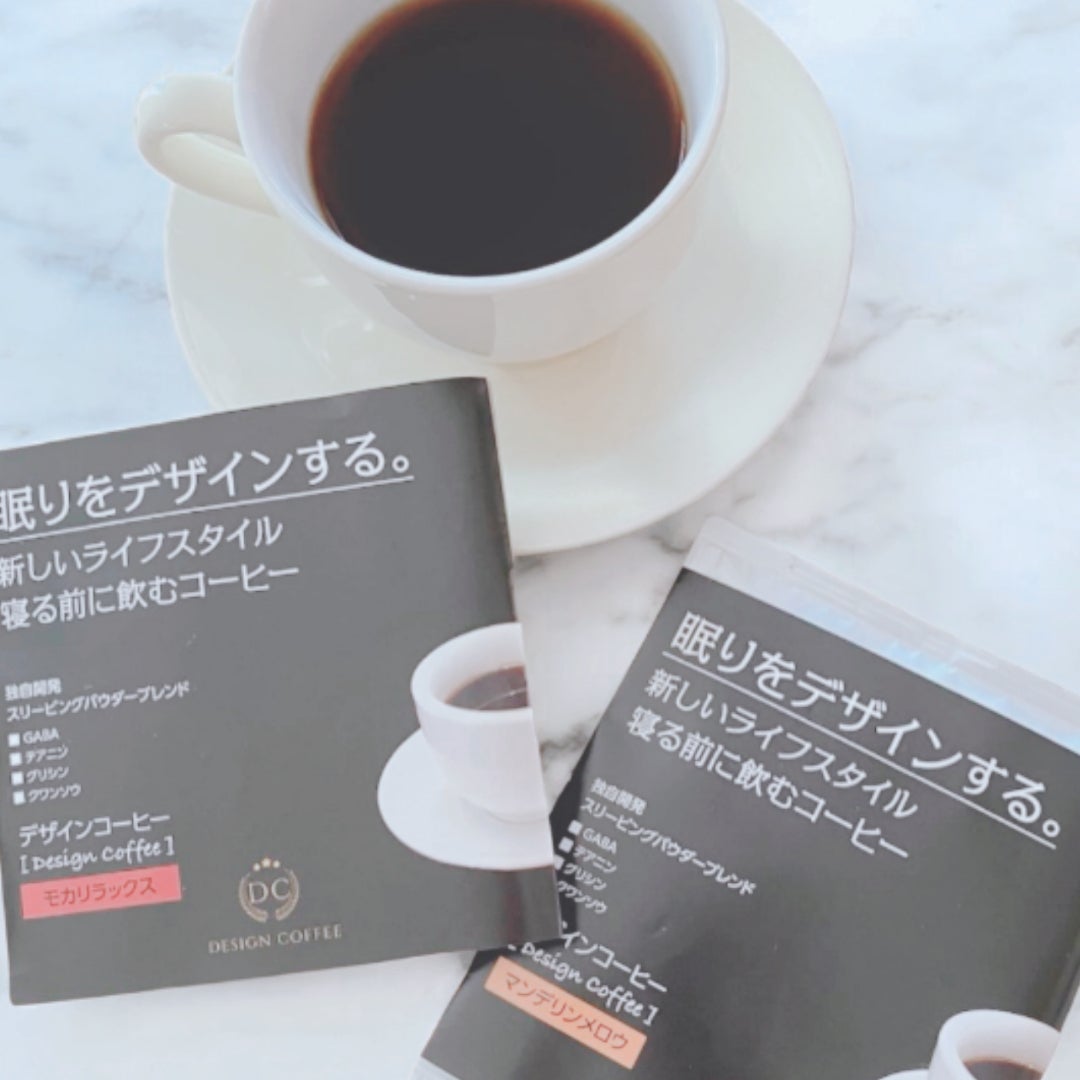 眠りをデザインする。
新しいライフスタイル
寝る前に飲むコーヒー
独自開発
スリーピングパウダーブレンド
■ GABA
■ テアニン
■ グリシン
■ クワンソウ
デザインコーヒー
[ Design Coffee ]
モカリラックス
DC
DESIGN COFFEE
眠りをデザインする。
新しいライフスタイル
寝る前に飲むコーヒー
独自開発
スリーピングパウダーブレンド
■ GABA
■ テアニン
■ グリシン
クワンソウ
インコーヒー
[ Design Coffee ]
マンデリンメロウ